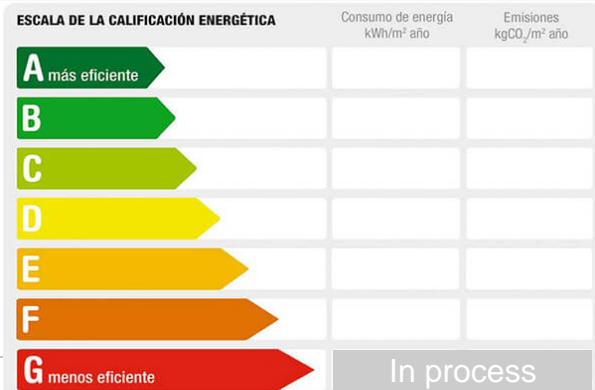 ESCALA DE LA CALIFICACIÓN ENERGÉTICA
Consumo de energía
kWh/m² año
Emisiones
kgCO₂/m² año
A más eficiente
B
C
D
E
F
G menos eficiente
In process